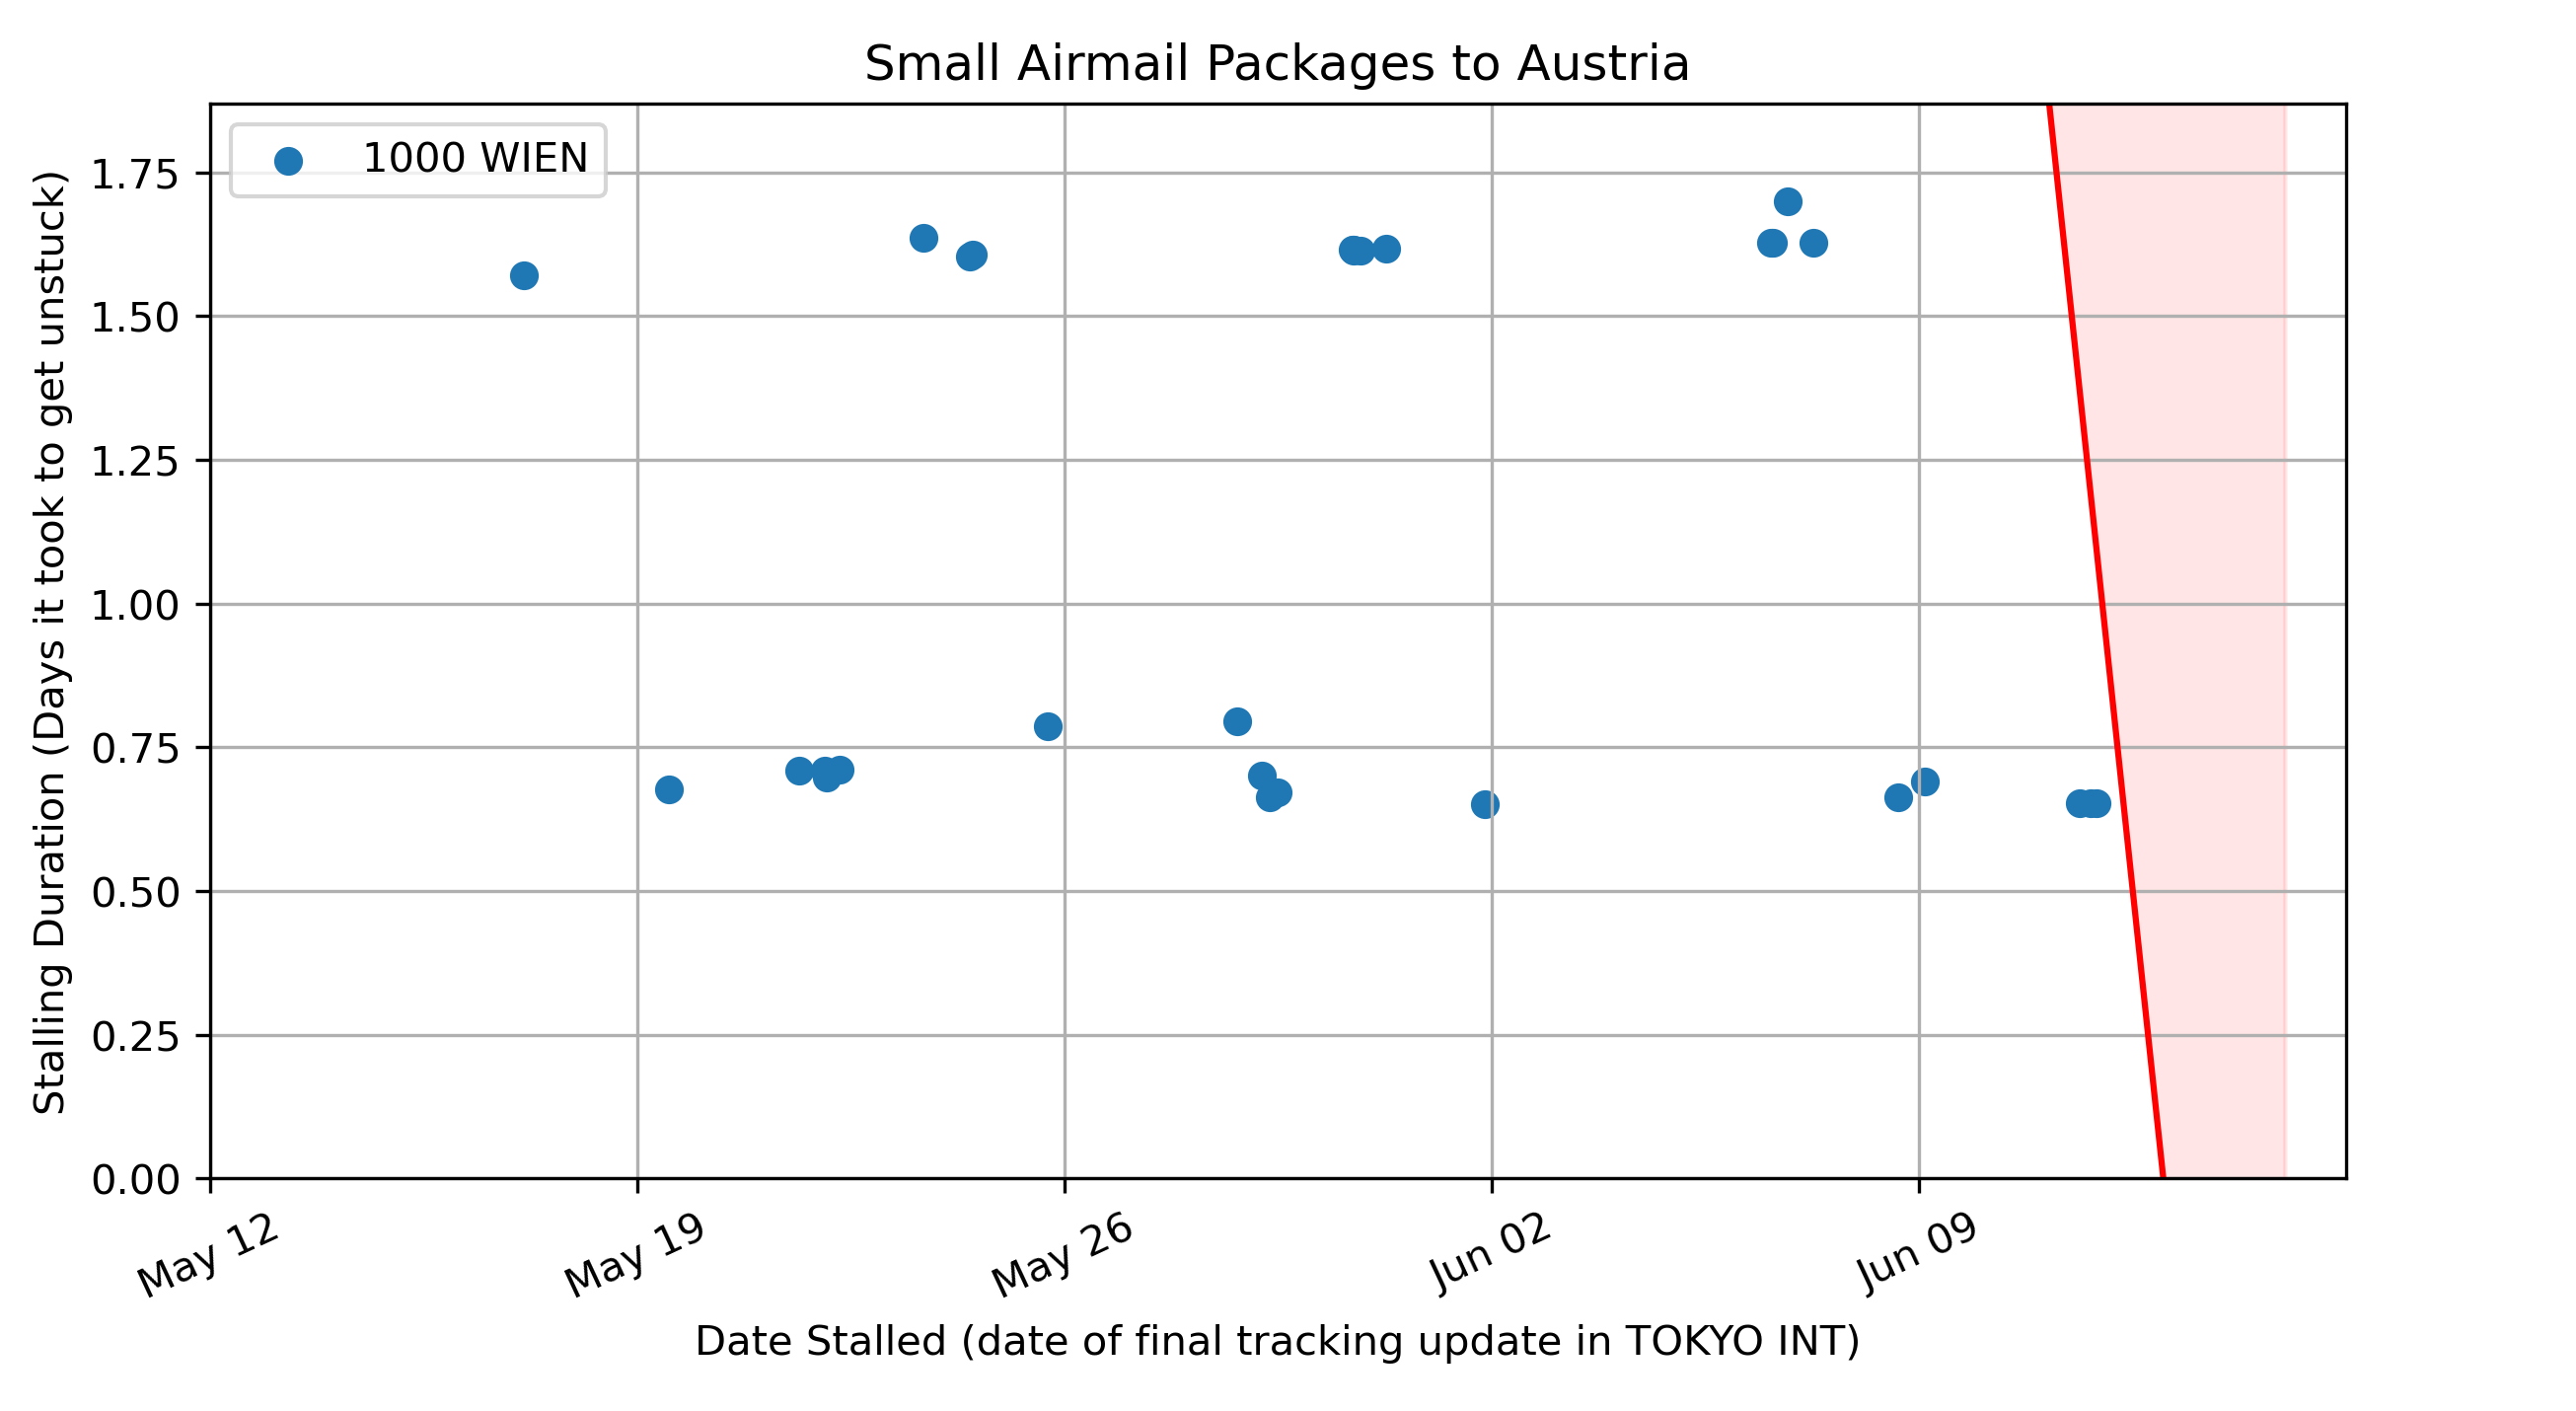 Small Airmail Packages to Austria
1000 WIEN
Stalling Duration (Days it took to get unstuck)
1.75
1.50
1.25
1.00
0.75
0.50
0.25
0.00
May 12
May 19
May 26
Jun 02
Jun 09
Date Stalled (date of final tracking update in TOKYO INT)